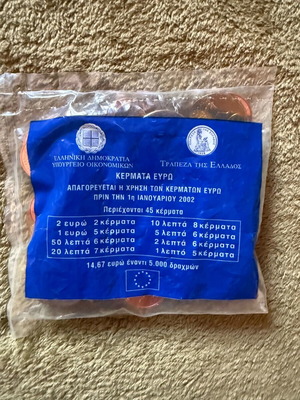 ΕΛΛΗΝΙΚΗ ΔΗΜΟΚΡΑΤΙΑ
ΥΠΟΥΡΓΕΙΟ ΟΙΚΟΝΟΜΙΚΩΝ
ΤΡΑΠΕΖΑ ΤΗΣ ΕΛΛΑΔΟΣ
ΚΕΡΜΑΤΑ ΕΥΡΩ
ΑΠΑΓΟΡΕΥΕΤΑΙ Η ΧΡΗΣΗ ΤΩΝ ΚΕΡΜΑΤΩΝ ΕΥΡΩ
ΠΡΙΝ ΤΗΝ 1η ΙΑΝΟΥΑΡΙΟΥ 2002
Περιέχονται 45 κέρματα
2 ευρώ 2 κέρματα
1 ευρώ 5 κέρματα
50 λεπτά 6 κέρματα
20 λεπτά 7 κέρματα
10 λεπτά 8 κέρματα
5 λεπτά 6 κέρματα
2 λεπτά 6 κέρματα
1 λεπτό 5 κέρματα
14,67 ευρώ έναντι 5.000 δραχμών